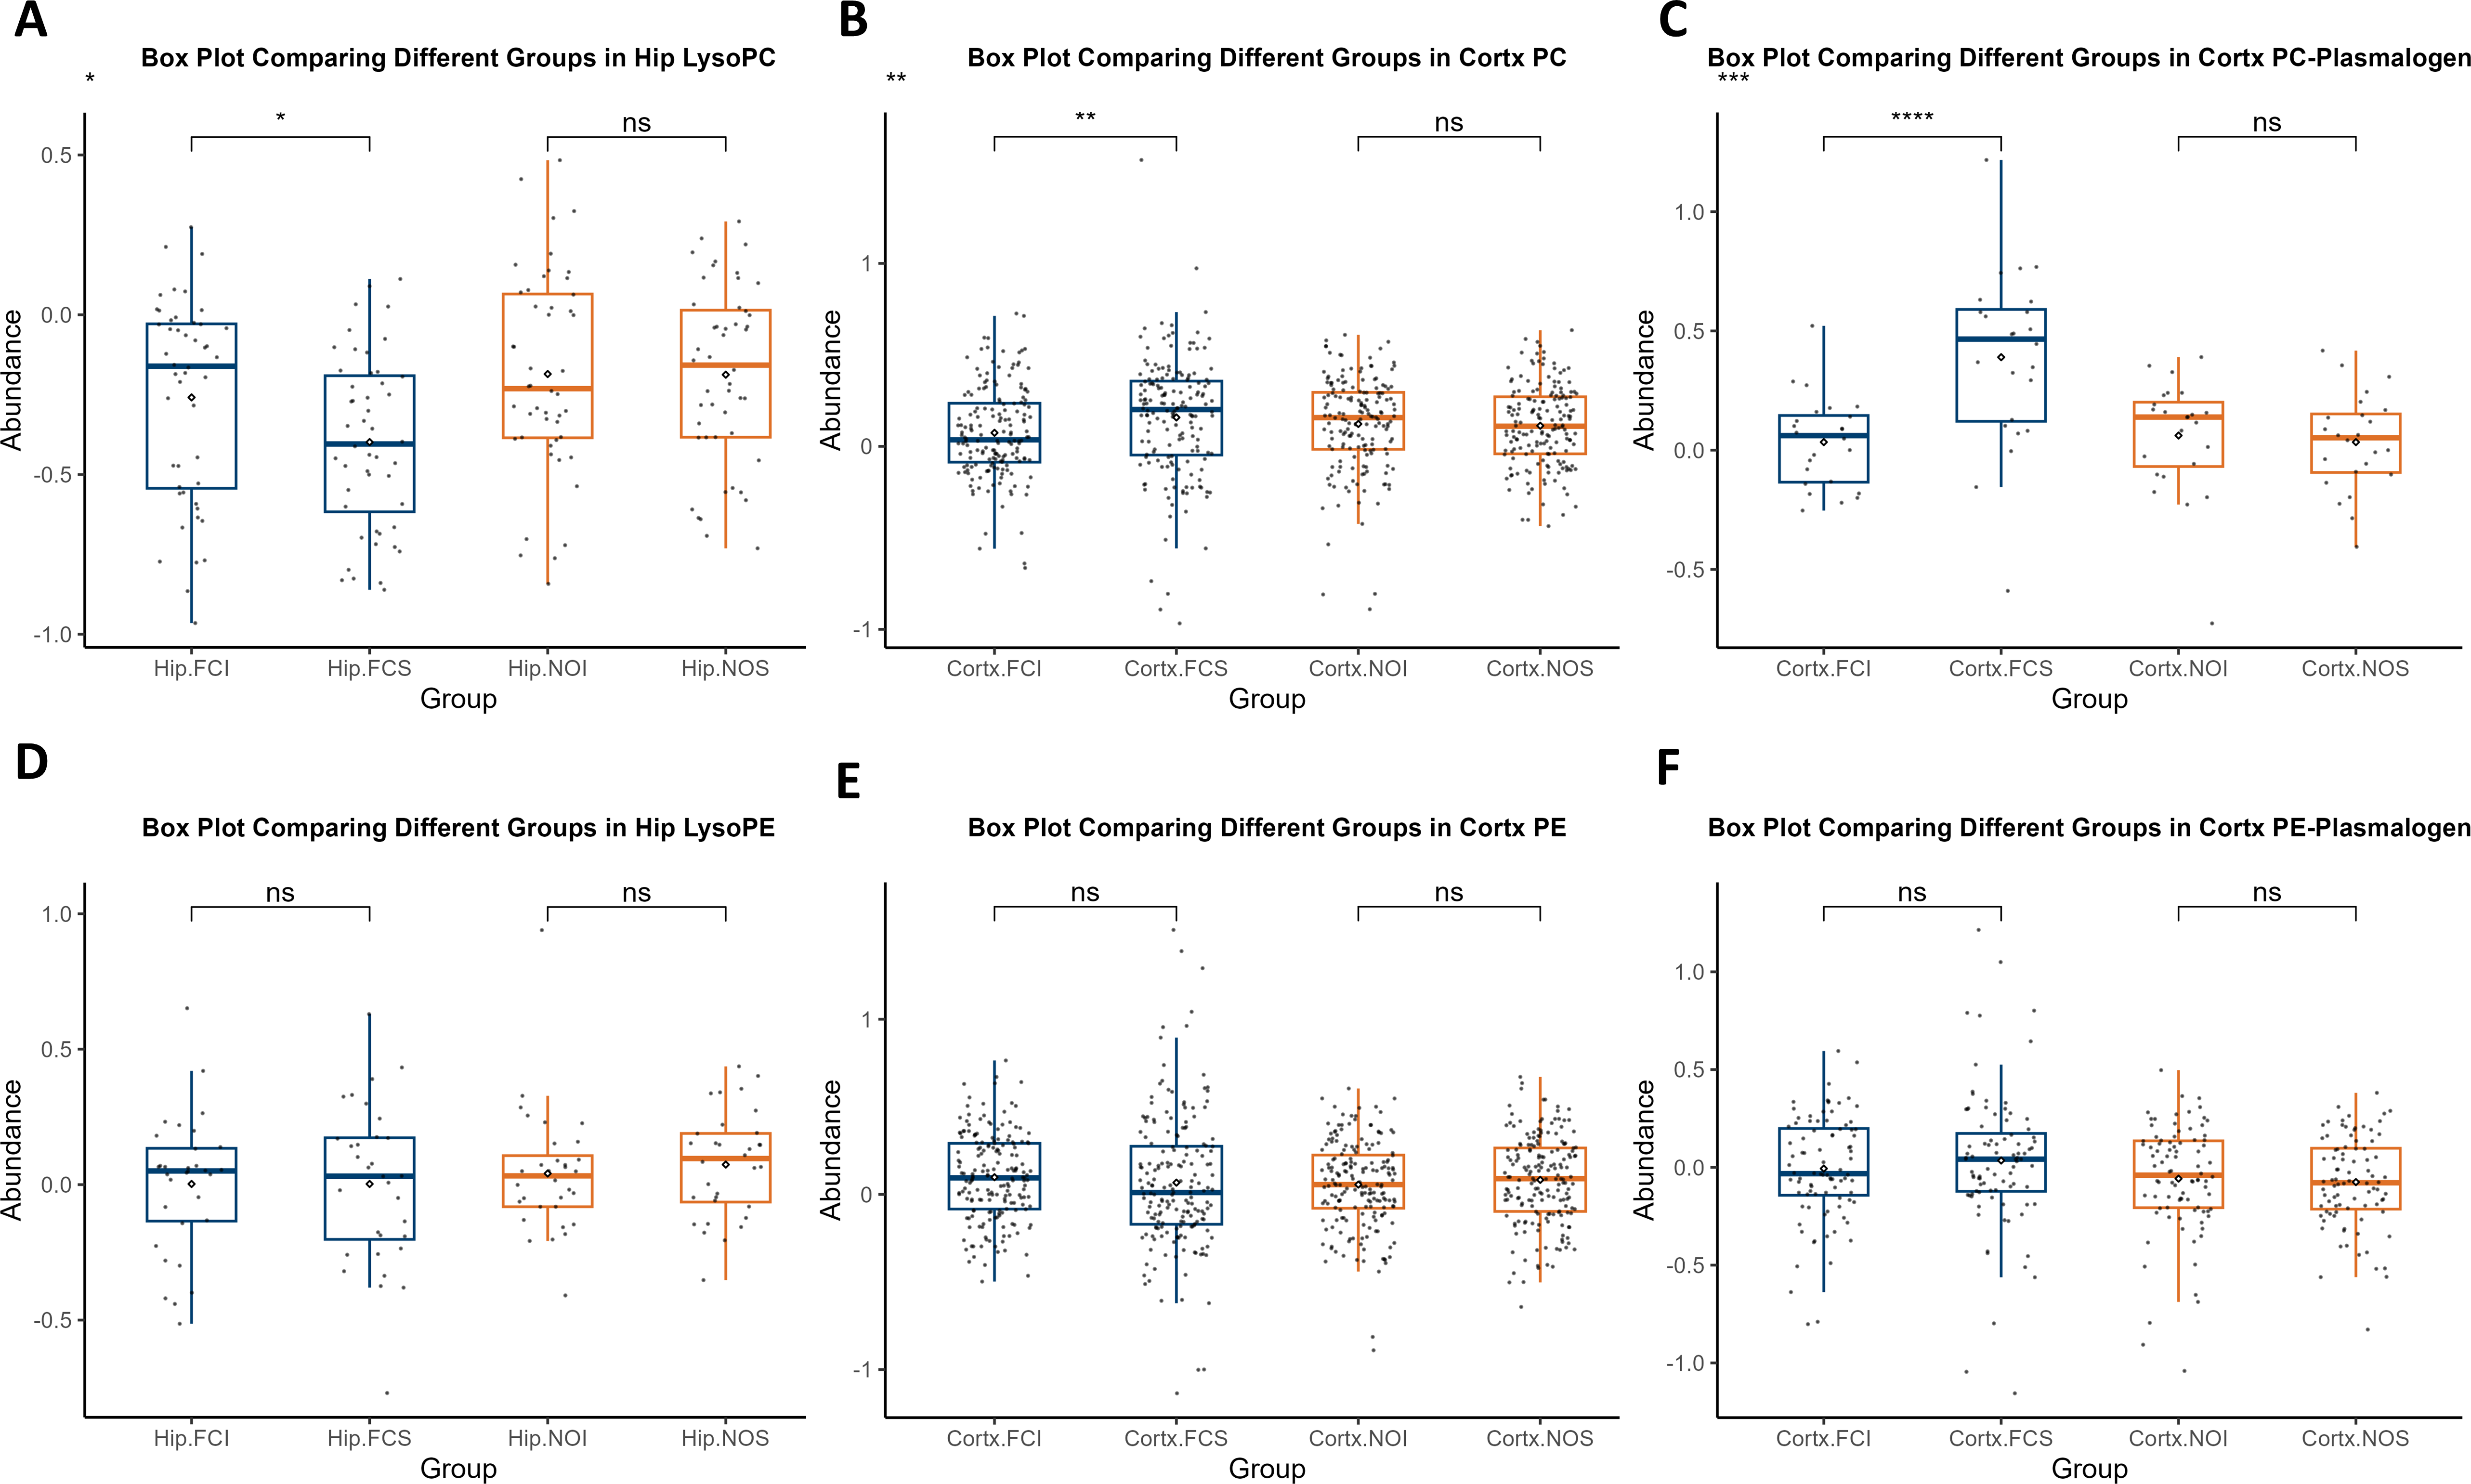 A
Box Plot Comparing Different Groups in Hip LysoPC
*
*
ns
Abundance
0.5
0.0
-0.5
-1.0
Hip.FCI
Hip.FCS
Hip.NOI
Hip.NOS
Group
B
Box Plot Comparing Different Groups in Cortx PC
**
**
ns
Abundance
1
0
-1
Cortx.FCI
Cortx.FCS
Cortx.NOI
Cortx.NOS
Group
C
Box Plot Comparing Different Groups in Cortx PC-Plasmalogen
***
****
ns
Abundance
1.0
0.5
0.0
-0.5
Cortx.FCI
Cortx.FCS
Cortx.NOI
Cortx.NOS
Group
D
Box Plot Comparing Different Groups in Hip LysoPE
ns
ns
Abundance
1.0
0.5
0.0
-0.5
Hip.FCI
Hip.FCS
Hip.NOI
Hip.NOS
Group
E
Box Plot Comparing Different Groups in Cortx PE
ns
ns
Abundance
1
0
-1
Cortx.FCI
Cortx.FCS
Cortx.NOI
Cortx.NOS
Group
F
Box Plot Comparing Different Groups in Cortx PE-Plasmalogen
ns
ns
Abundance
1.0
0.5
0.0
-0.5
-1.0
Cortx.FCI
Cortx.FCS
Cortx.NOI
Cortx.NOS
Group